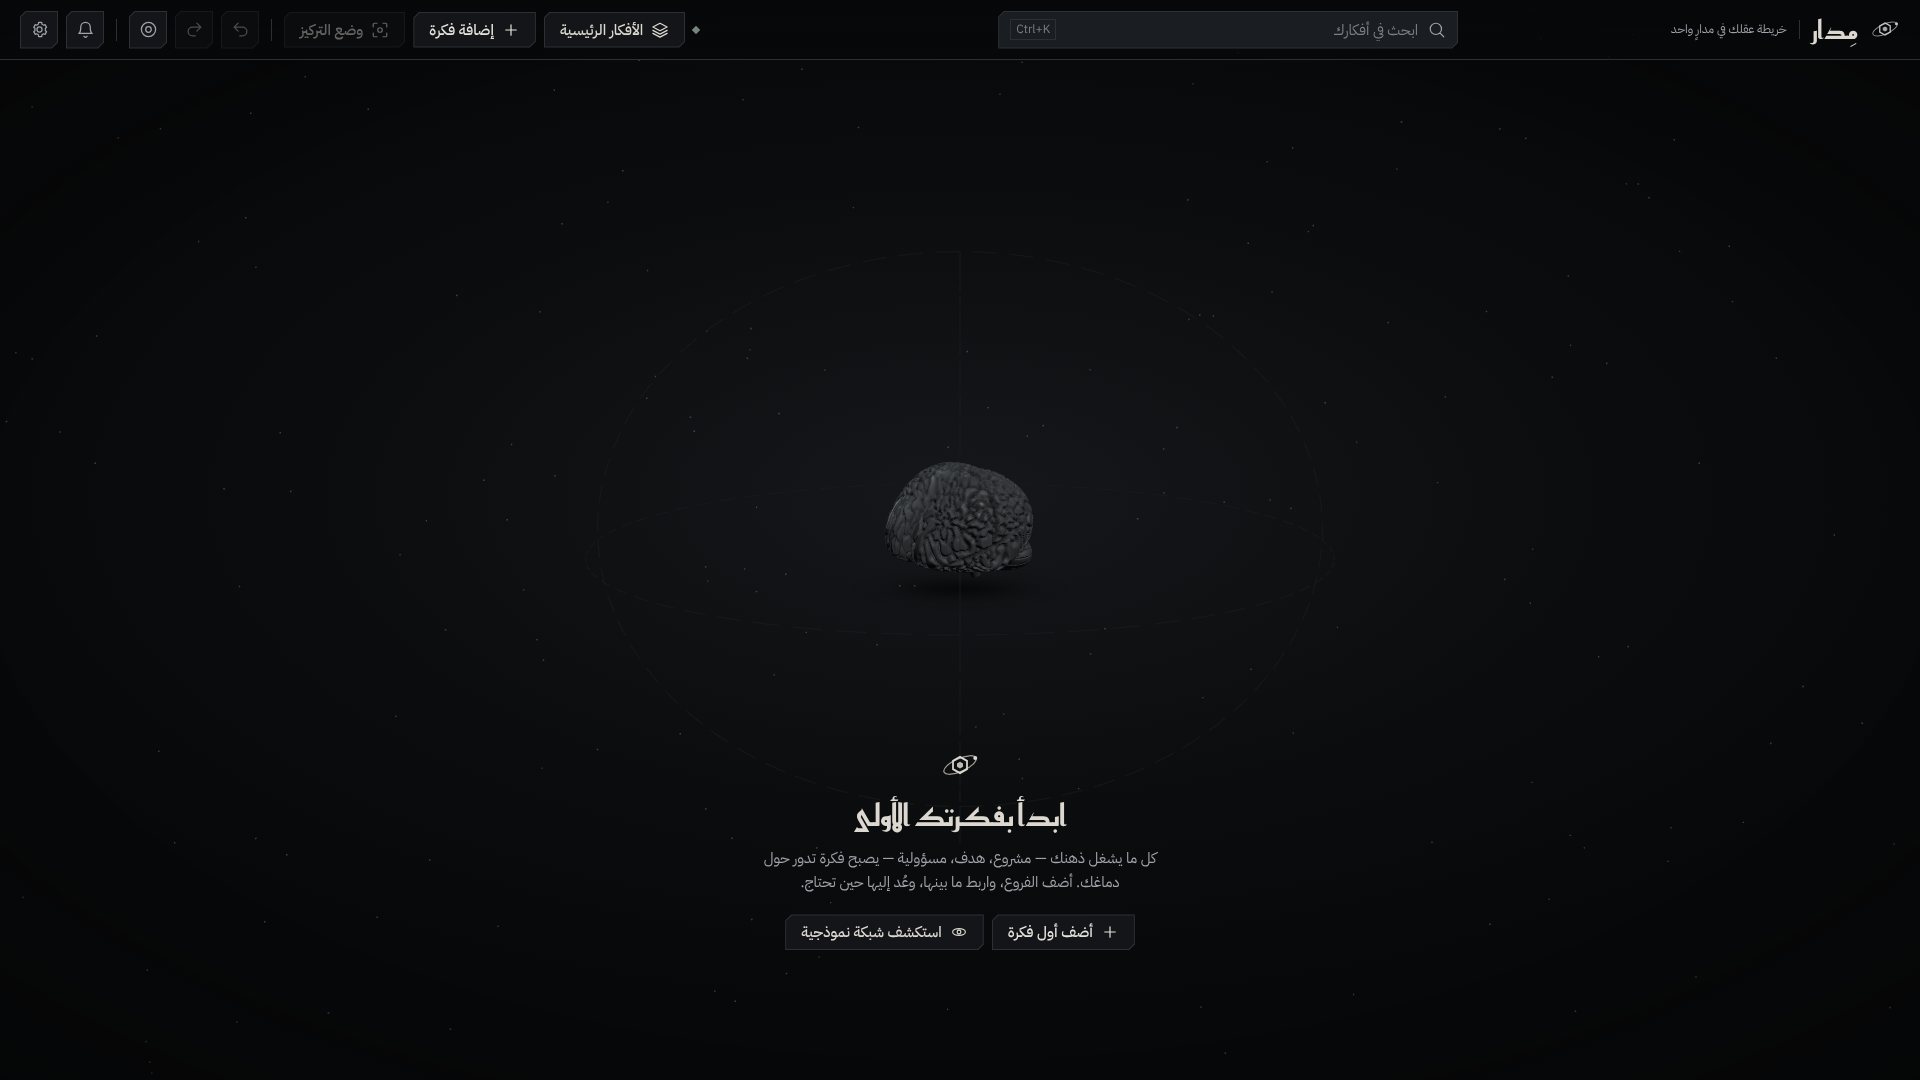 مِدار
خريطة عقلك في مدارٍ واحد
ابحث في أفكارك
Ctrl+K
الأفكار الرئيسية
إضافة فكرة
وضع التركيز
ابدأ بفكرتك الأولى
كل ما يشغل ذهنك — مشروع، هدف، مسؤولية — يصبح فكرة تدور حول
دماغك. أضف الفروع، واربط ما بينها، وعُد إليها حين تحتاج.
أضف أول فكرة
استكشف شبكة نموذجية